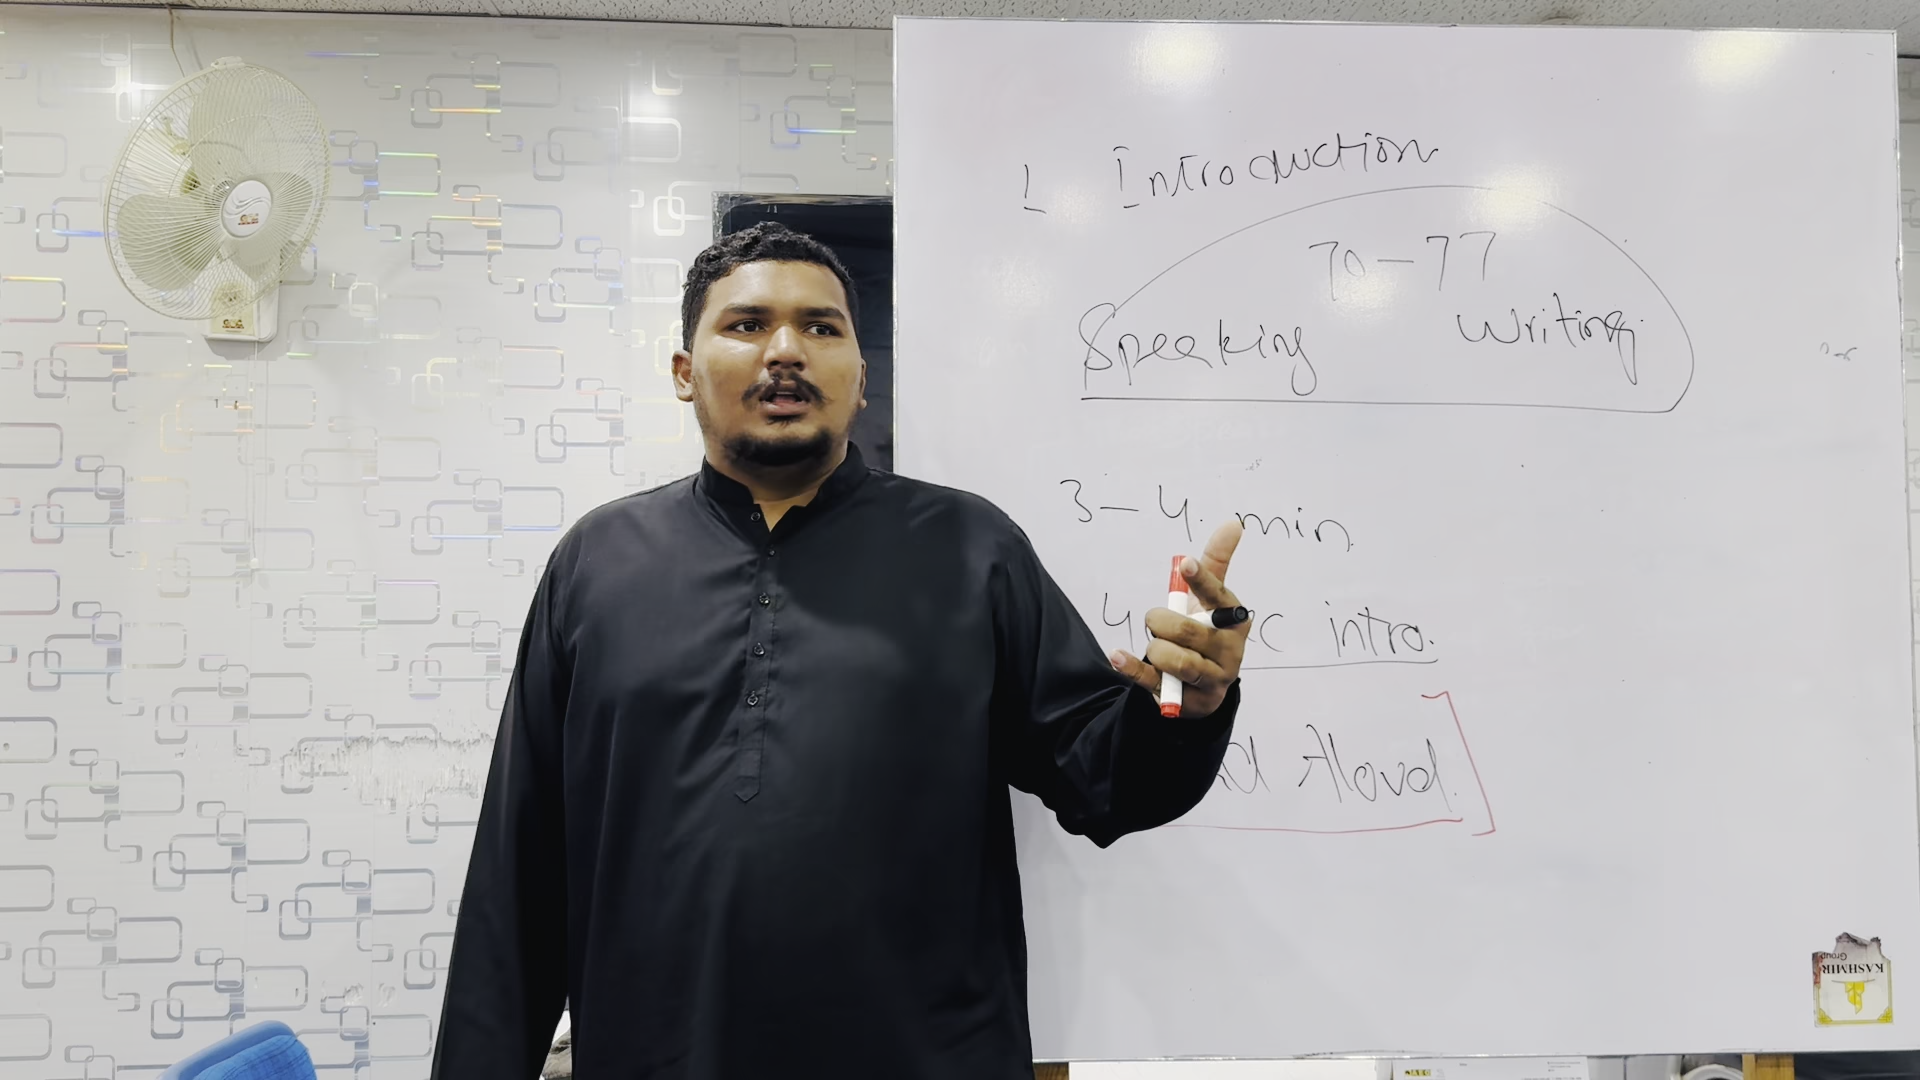 1 Introduction
70-77
Speaking Writing.
3-4. min.
intro.
Aloud.
KASHMIR
Group